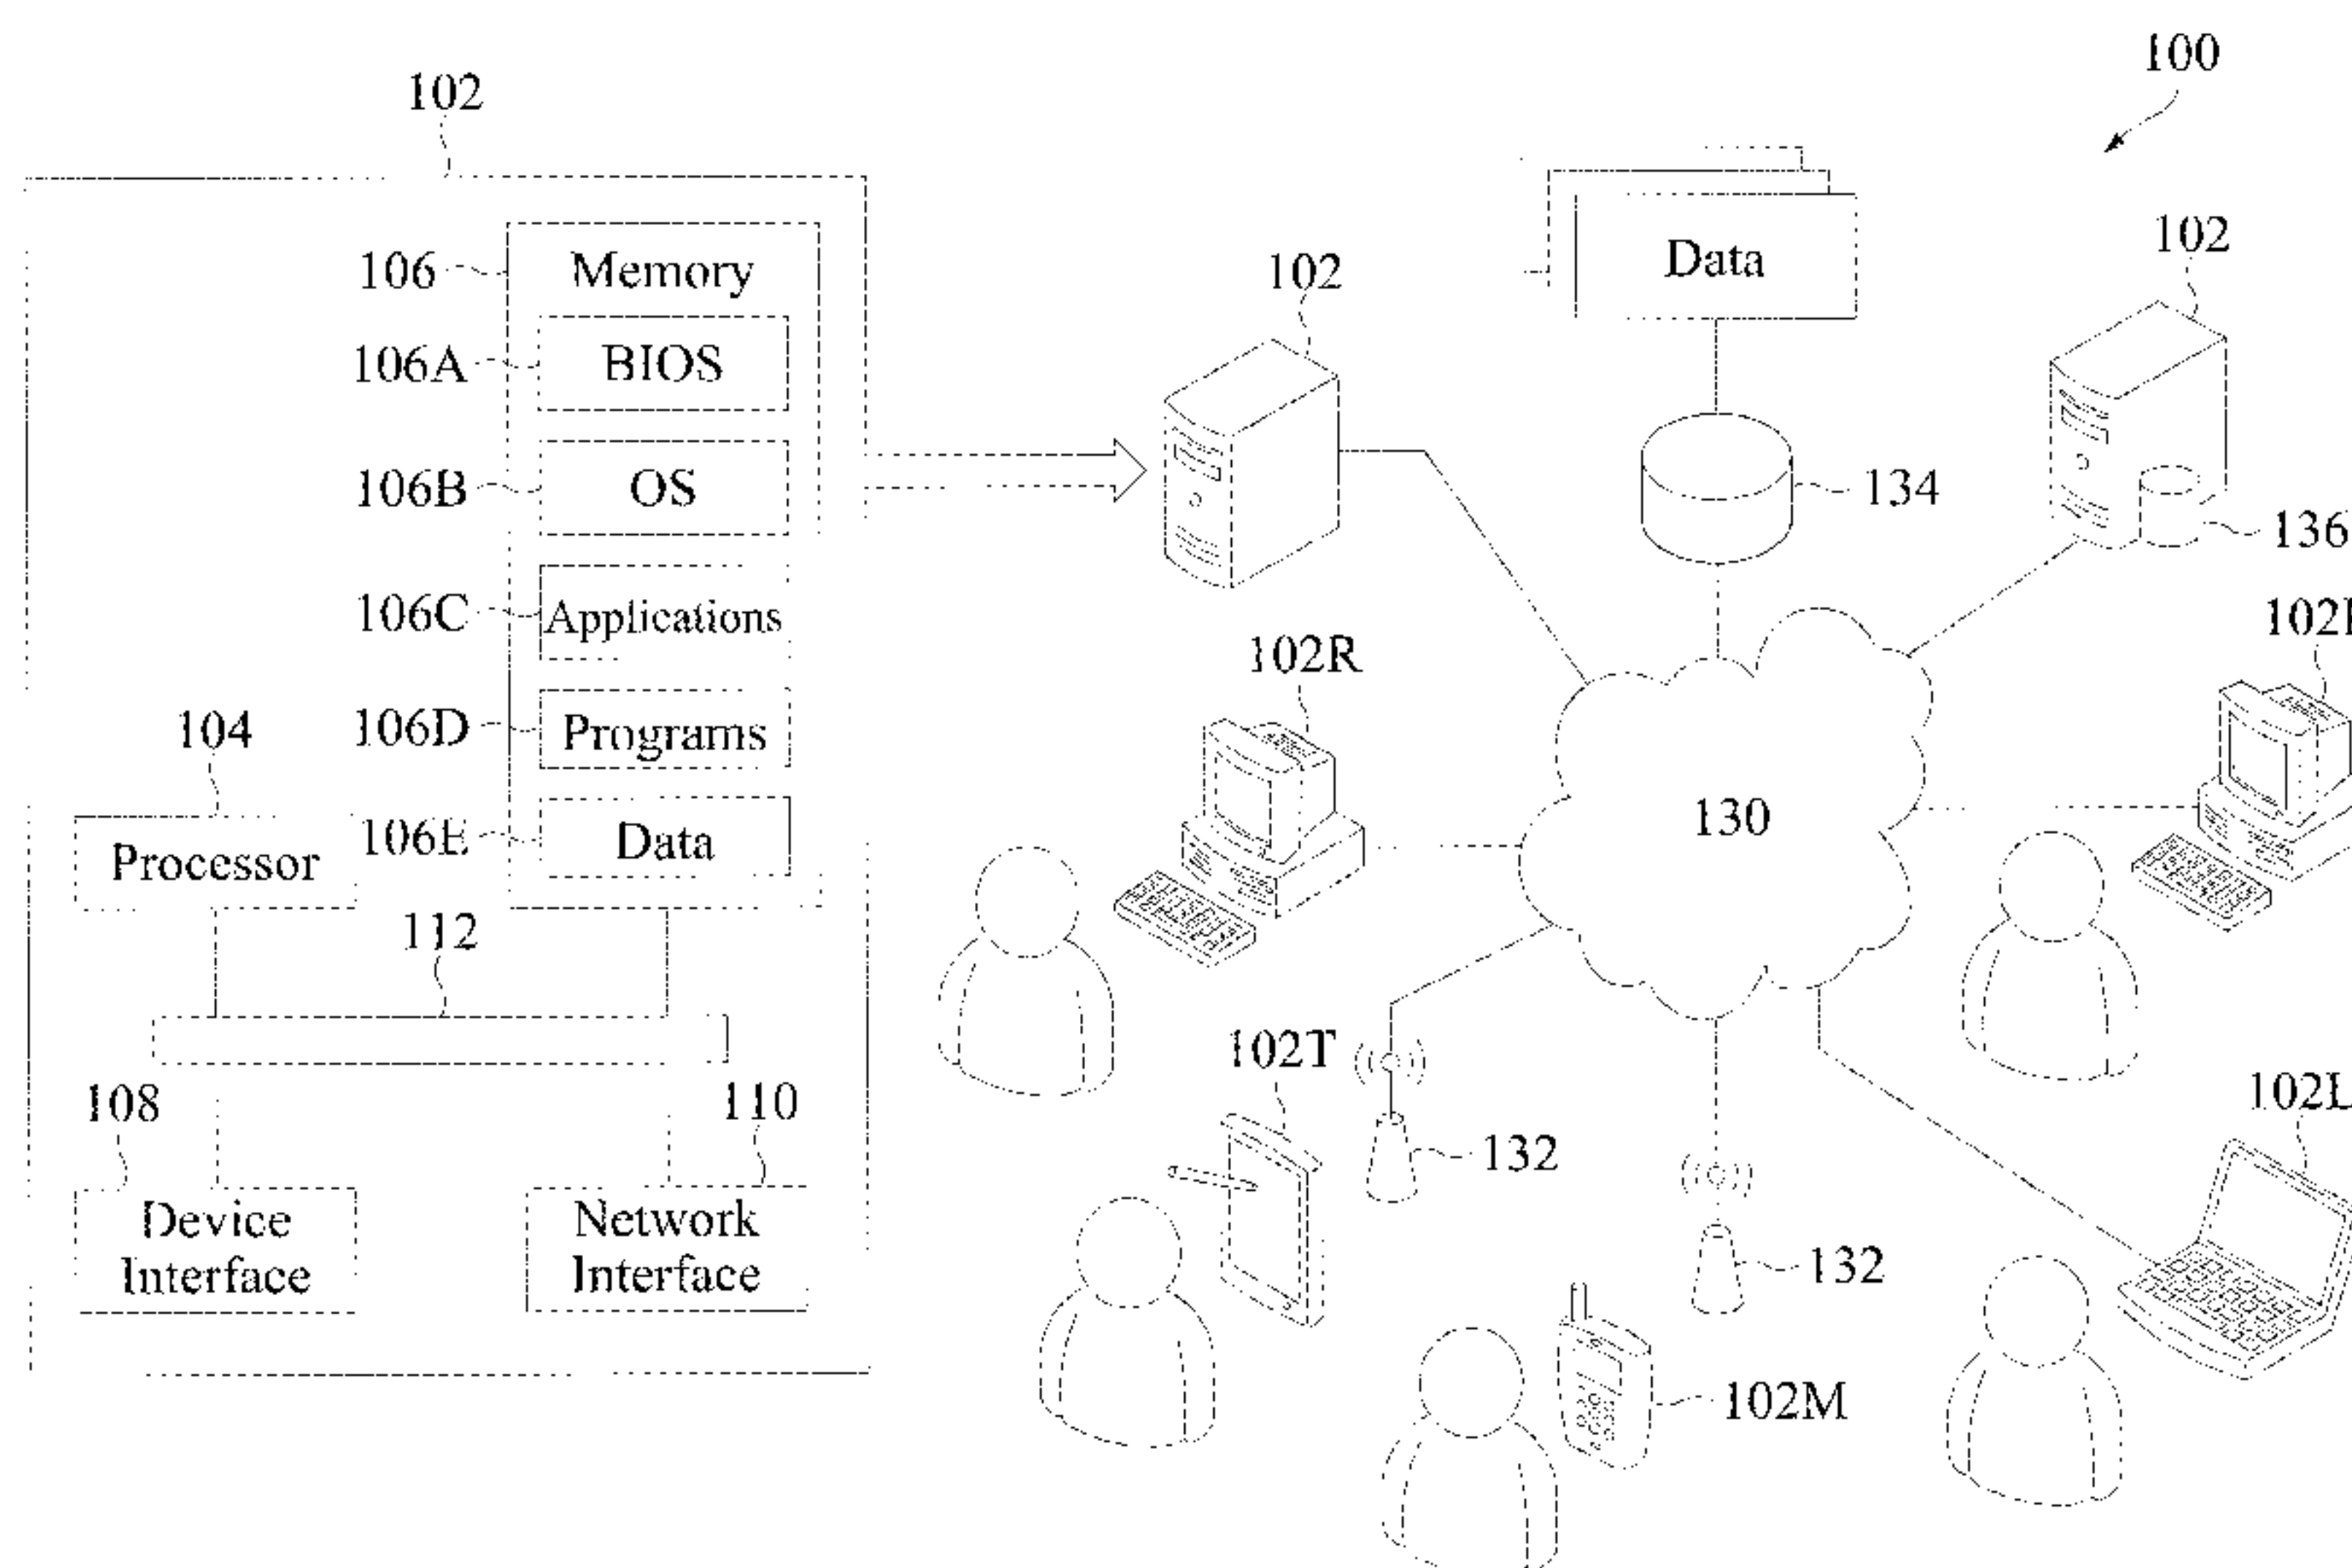 100
102
106
Memory
106A
BIOS
106B
OS
106C
Applications
106D
Programs
106E
Data
104
Processor
112
108
Device
Interface
110
Network
Interface
102
Data
134
102
136
102R
130
102T
132
132
102M
102L